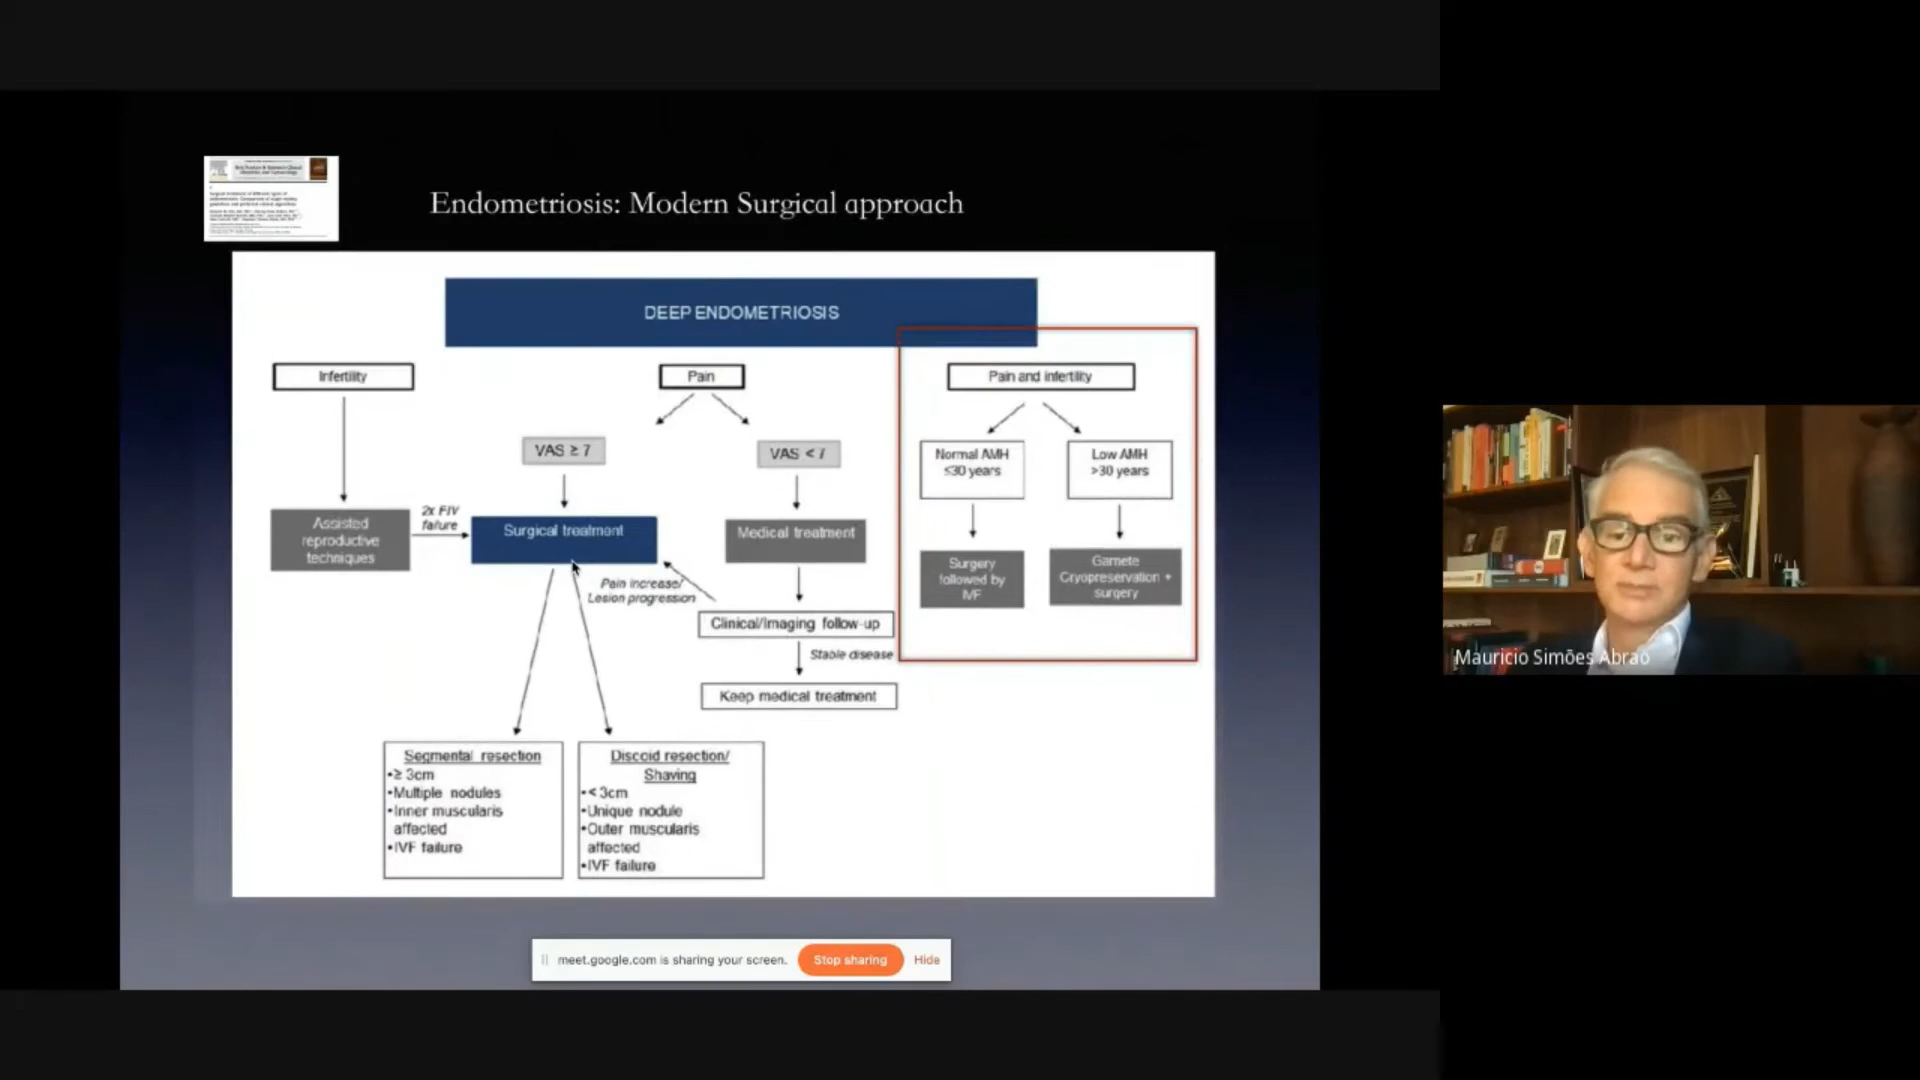 Endometriosis: Modern Surgical approach
DEEP ENDOMETRIOSIS
Infertility
Pain
Pain and infertility
VAS ≥ 7
VAS < 7
Normal AMH
≤30 years
Low AMH
>30 years
Assisted
reproductive
techniques
2x FIV
failure
Surgical treatment
Medical treatment
Surgery
followed by
IVF
Gamete
Cryopreservation +
surgery
Pain increase/
Lesion progression
Clinical/Imaging follow-up
Stable disease
Keep medical treatment
Segmental resection
•≥ 3cm
•Multiple nodules
•Inner muscularis
affected
•IVF failure
Discoid resection/
Shaving
•< 3cm
•Unique nodule
•Outer muscularis
affected
•IVF failure
meet.google.com is sharing your screen.
Stop sharing
Hide
Mauricio Simões Abrao